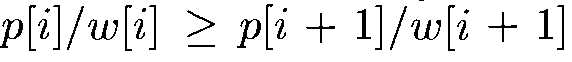 p[i]/w[i] ≥ p[i + 1]/w[i + 1]